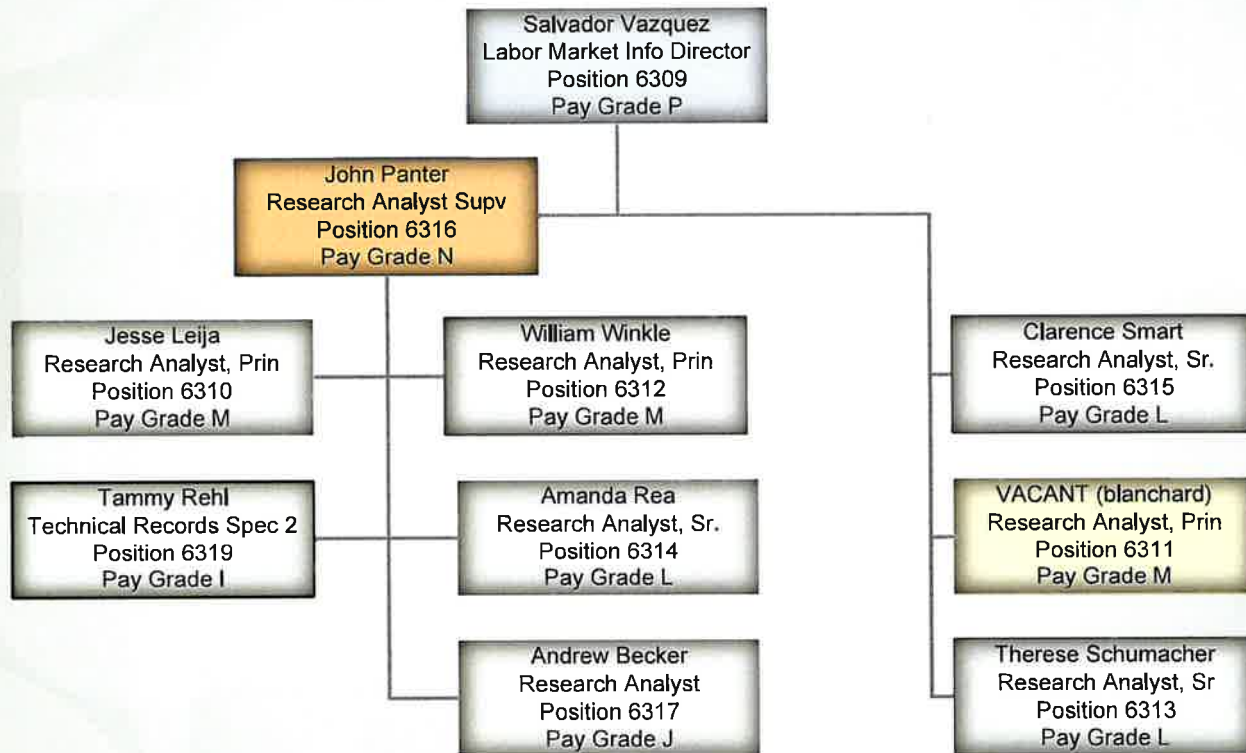 Salvador Vazquez
Labor Market Info Director
Position 6309
Pay Grade P
John Panter
Research Analyst Supv
Position 6316
Pay Grade N
Jesse Leija
Research Analyst, Prin
Position 6310
Pay Grade M
William Winkle
Research Analyst, Prin
Position 6312
Pay Grade M
Clarence Smart
Research Analyst, Sr.
Position 6315
Pay Grade L
Tammy Rehl
Technical Records Spec 2
Position 6319
Pay Grade I
Amanda Rea
Research Analyst, Sr.
Position 6314
Pay Grade L
VACANT (blanchard)
Research Analyst, Prin
Position 6311
Pay Grade M
Andrew Becker
Research Analyst
Position 6317
Pay Grade J
Therese Schumacher
Research Analyst, Sr
Position 6313
Pay Grade L